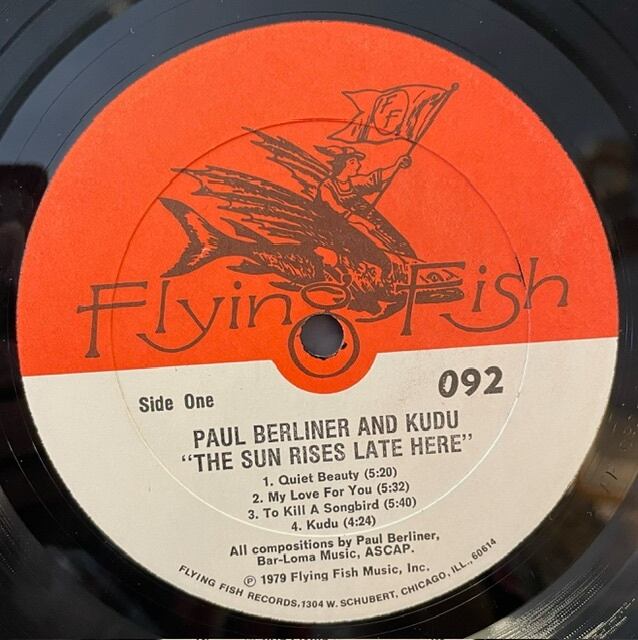 FF
Flying Fish
Side One
092
PAUL BERLINER AND KUDU
“THE SUN RISES LATE HERE”
1. Quiet Beauty (5:20)
2. My Love For You (5:32)
3. To Kill A Songbird (5:40)
4. Kudu (4:24)
All compositions by Paul Berliner,
Bar-Loma Music, ASCAP.
℗ 1979 Flying Fish Music, Inc.
FLYING FISH RECORDS,1304 W. SCHUBERT, CHICAGO, ILL., 60614